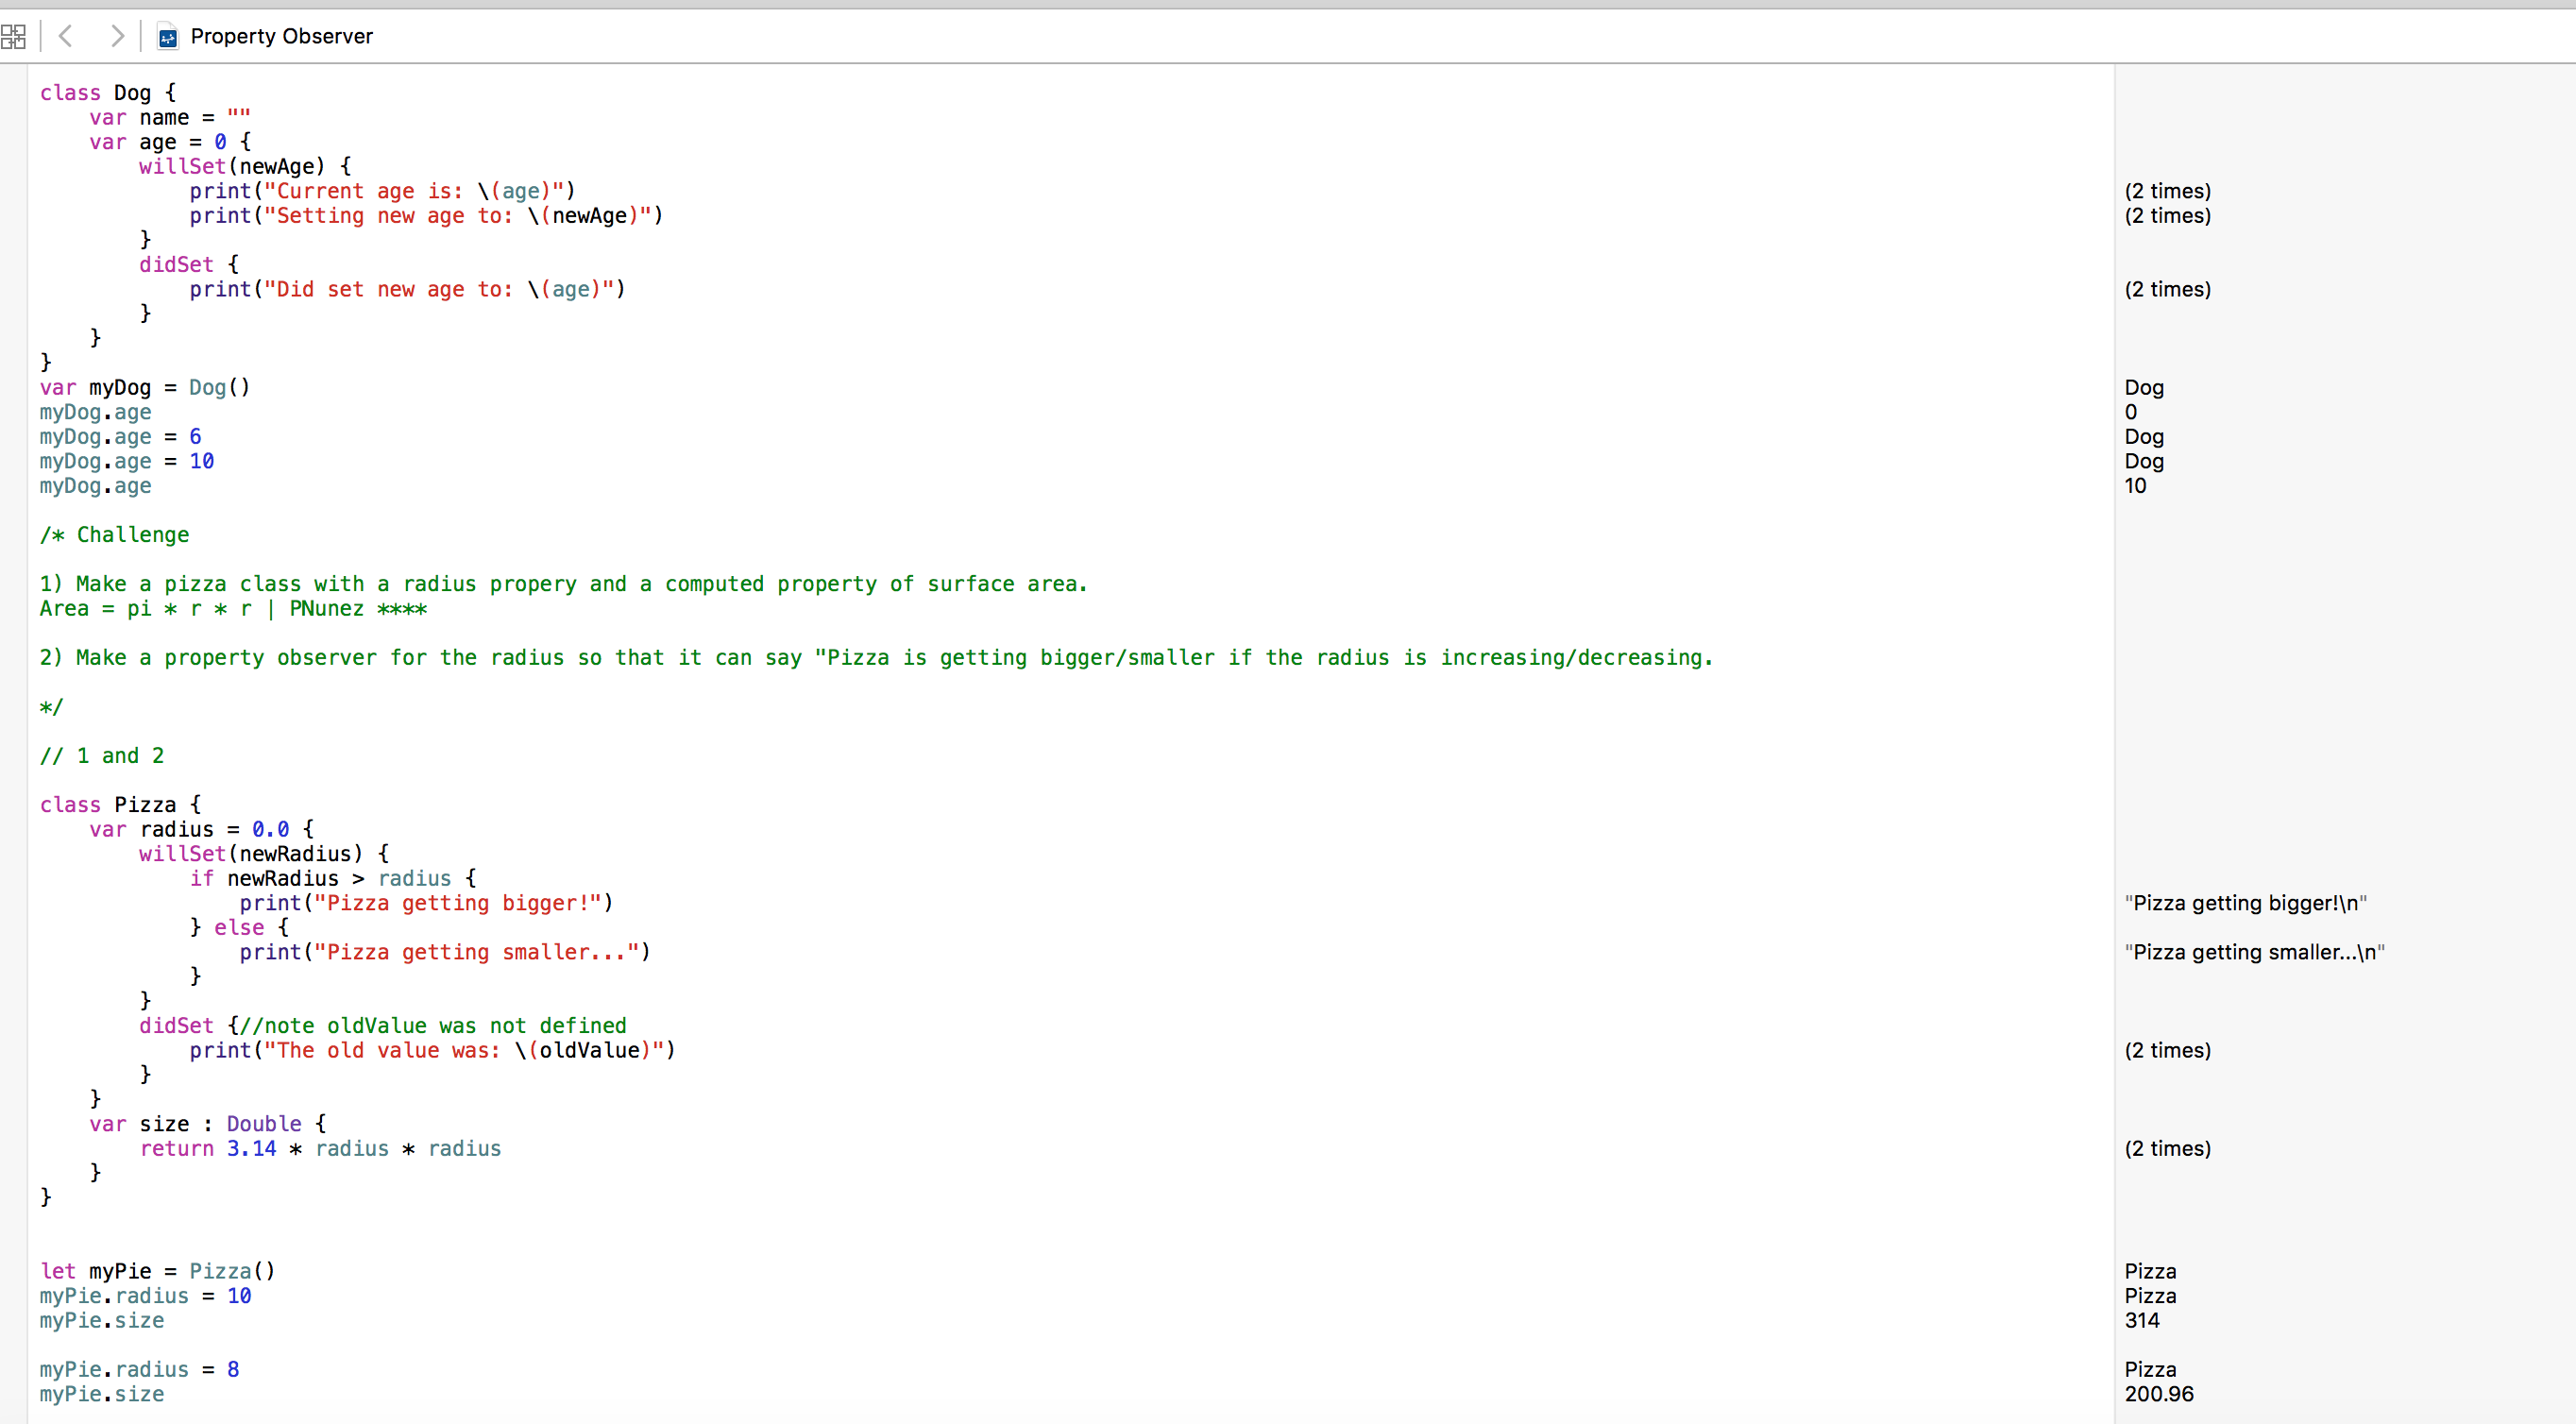 Property Observer
class Dog {
    var name = ""
    var age = 0 {
        willSet(newAge) {
            print("Current age is: \(age)")    (2 times)
            print("Setting new age to: \(newAge)")    (2 times)
        }
        didSet {
            print("Did set new age to: \(age)")    (2 times)
        }
    }
}
var myDog = Dog()    Dog
myDog.age    0
myDog.age = 6    Dog
myDog.age = 10    Dog
myDog.age    10
/* Challenge
1) Make a pizza class with a radius propery and a computed property of surface area.
Area = pi * r * r | PNunez ****
2) Make a property observer for the radius so that it can say "Pizza is getting bigger/smaller if the radius is increasing/decreasing.
*/
// 1 and 2
class Pizza {
    var radius = 0.0 {
        willSet(newRadius) {
            if newRadius > radius {
                print("Pizza getting bigger!")    "Pizza getting bigger!\n"
            } else {
                print("Pizza getting smaller...")    "Pizza getting smaller...\n"
            }
        }
        didSet {//note oldValue was not defined
            print("The old value was: \(oldValue)")    (2 times)
        }
    }
    var size : Double {
        return 3.14 * radius * radius    (2 times)
    }
}
let myPie = Pizza()    Pizza
myPie.radius = 10    Pizza
myPie.size    314
myPie.radius = 8    Pizza
myPie.size    200.96